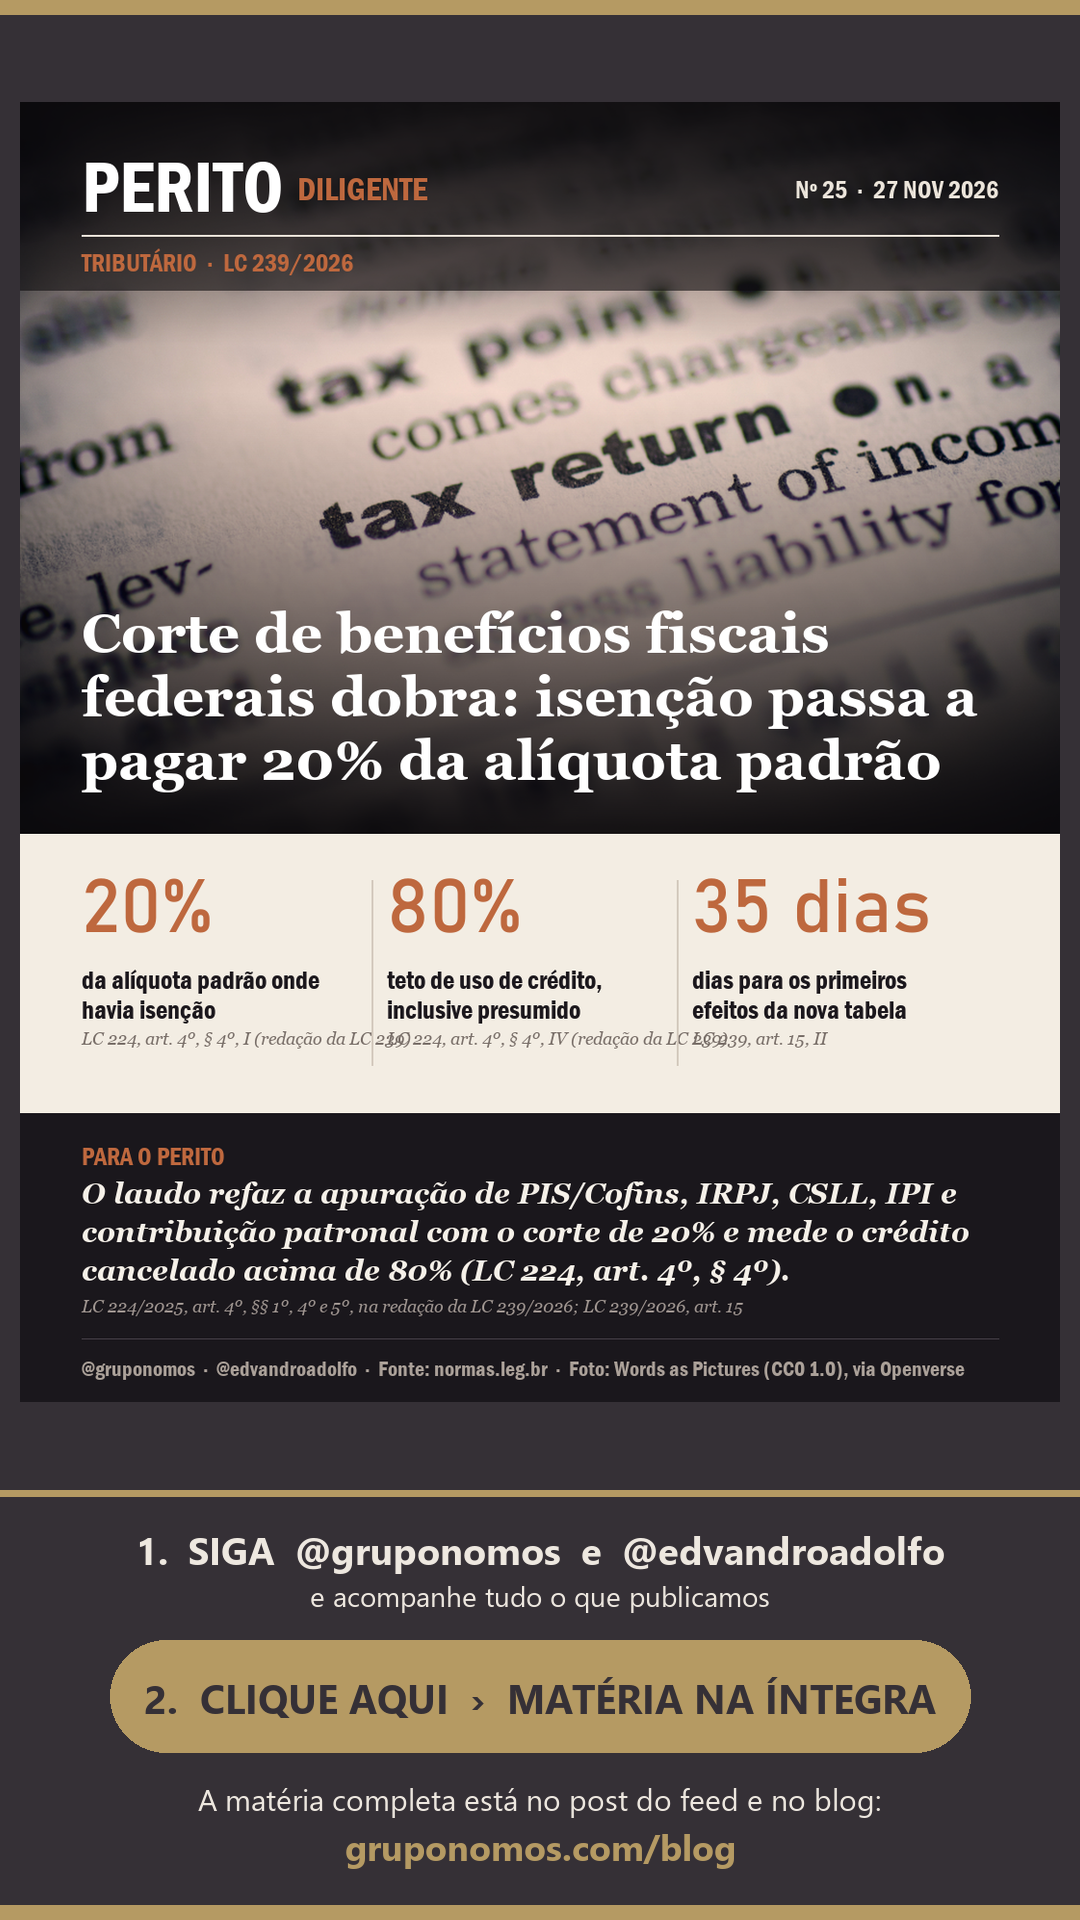 PERITO DILIGENTE
Nº 25 · 27 NOV 2026
TRIBUTÁRIO · LC 239/2026
tax point ● n.
comes chargeable on
from
tax return ● n. a
statement of incom
assess liability for
e, lev-
Corte de benefícios fiscais
federais dobra: isenção passa a
pagar 20% da alíquota padrão
20%
da alíquota padrão onde
havia isenção
LC 224, art. 4º, § 4º, I (redação da LC 239)
80%
teto de uso de crédito,
inclusive presumido
LC 224, art. 4º, § 4º, IV (redação da LC 239)
35 dias
dias para os primeiros
efeitos da nova tabela
LC 239, art. 15, II
PARA O PERITO
O laudo refaz a apuração de PIS/Cofins, IRPJ, CSLL, IPI e
contribuição patronal com o corte de 20% e mede o crédito
cancelado acima de 80% (LC 224, art. 4º, § 4º).
LC 224/2025, art. 4º, §§ 1º, 4º e 5º, na redação da LC 239/2026; LC 239/2026, art. 15
@gruponomos · @edvandroadolfo · Fonte: normas.leg.br · Foto: Words as Pictures (CC0 1.0), via Openverse
1. SIGA @gruponomos e @edvandroadolfo
e acompanhe tudo o que publicamos
2. CLIQUE AQUI › MATÉRIA NA ÍNTEGRA
A matéria completa está no post do feed e no blog:
gruponomos.com/blog